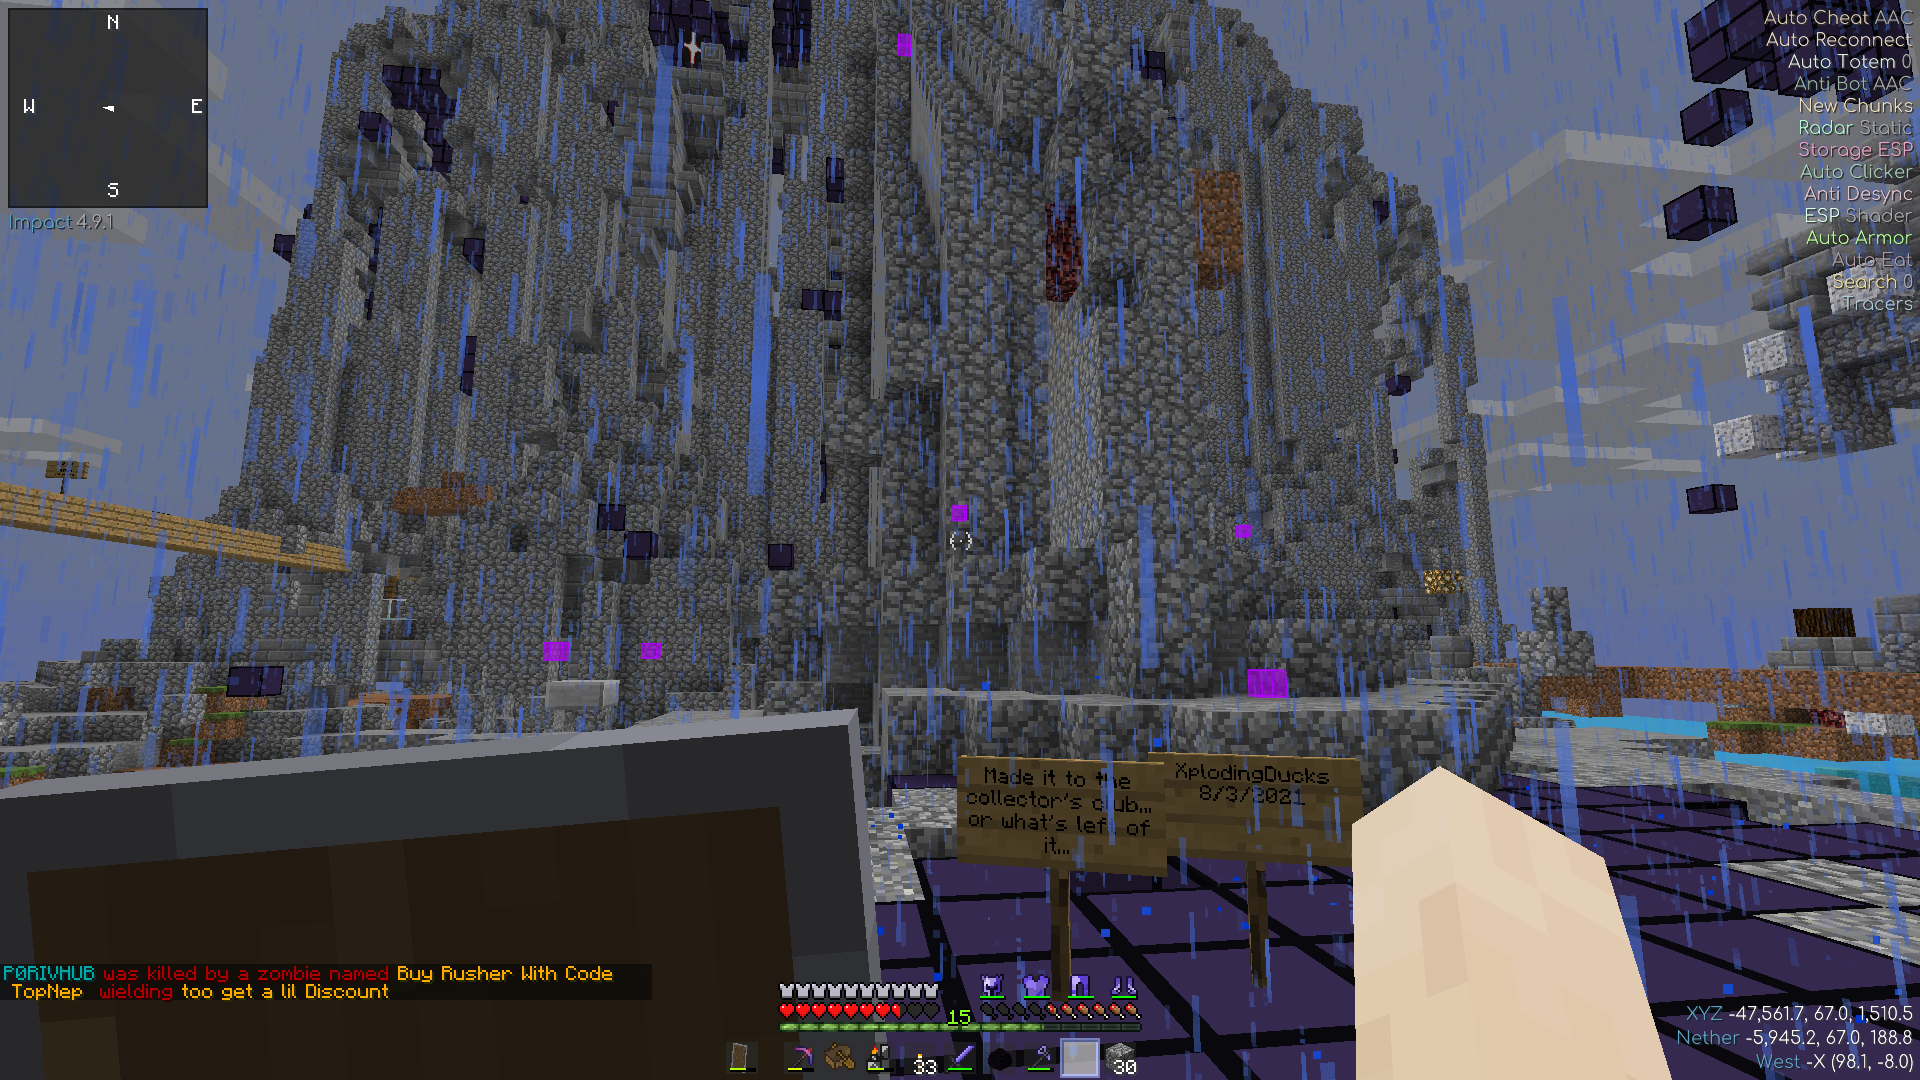 N
W
E
S
Impact 4.9.1
Auto Cheat AAC
Auto Reconnect
Auto Totem 0
Anti Bot AAC
New Chunks
Radar Static
Storage ESP
Auto Clicker
Anti Desync
ESP Shader
Auto Armor
Auto Eat
Search 0
Tracers
Made it to the
collector's club...
or what's left of
it...
XplodingDucks
8/3/2021
P0RIVHUB was killed by a zombie named Buy Rusher With Code
TopNep wielding too get a lil Discount
15
33
30
XYZ -47,561.7, 67.0, 1,510.5
Nether -5,945.2, 67.0, 188.8
West -X (98.1, -8.0)